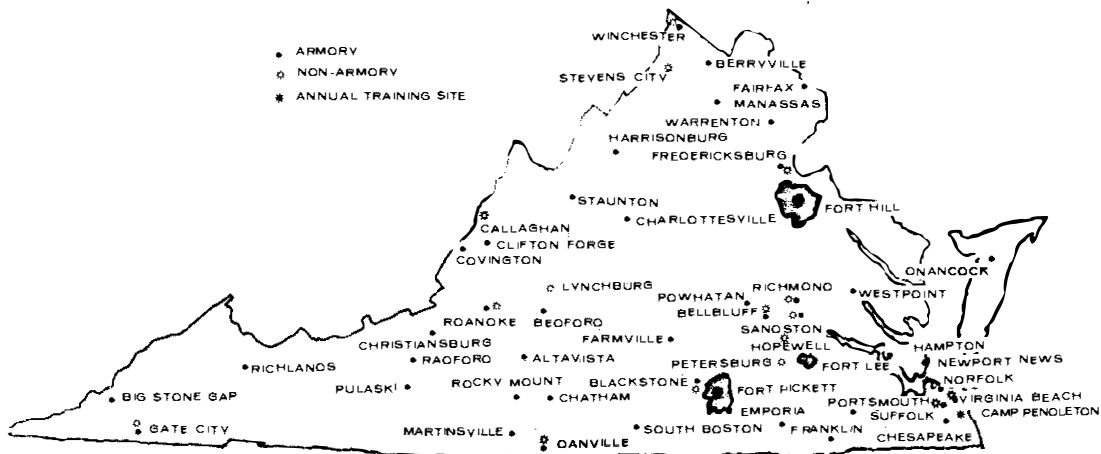 WINCHESTER
ARMORY
BERRYVILLE
NON-ARMORY
STEVENS CITY
FAIRFAX
ANNUAL TRAINING SITE
MANASSAS
WARRENTON
HARRISONBURG
FREDERICKSBURG
STAUNTON
FORT HILL
CHARLOTTESVILLE
CALLAGHAN
CLIFTON FORGE
COVINGTON
ONANCOCK
LYNCHBURG
RICHMOND
WESTPOINT
POWHATAN
BELLBLUFF
ROANOKE
BEDFORD
SANDSTON
CHRISTIANSBURG
FARMVILLE
HOPEWELL
HAMPTON
RADFORD
ALTAVISTA
PETERSBURG
FORT LEE
NEWPORT NEWS
RICHLANDS
PULASKI
ROCKY MOUNT
BLACKSTONE
NORFOLK
BIG STONE GAP
CHATHAM
FORT PICKETT
PORTSMOUTH
VIRGINIA BEACH
EMPORIA
SUFFOLK
CAMP PENDLETON
GATE CITY
MARTINSVILLE
SOUTH BOSTON
FRANKLIN
CHESAPEAKE
DANVILLE